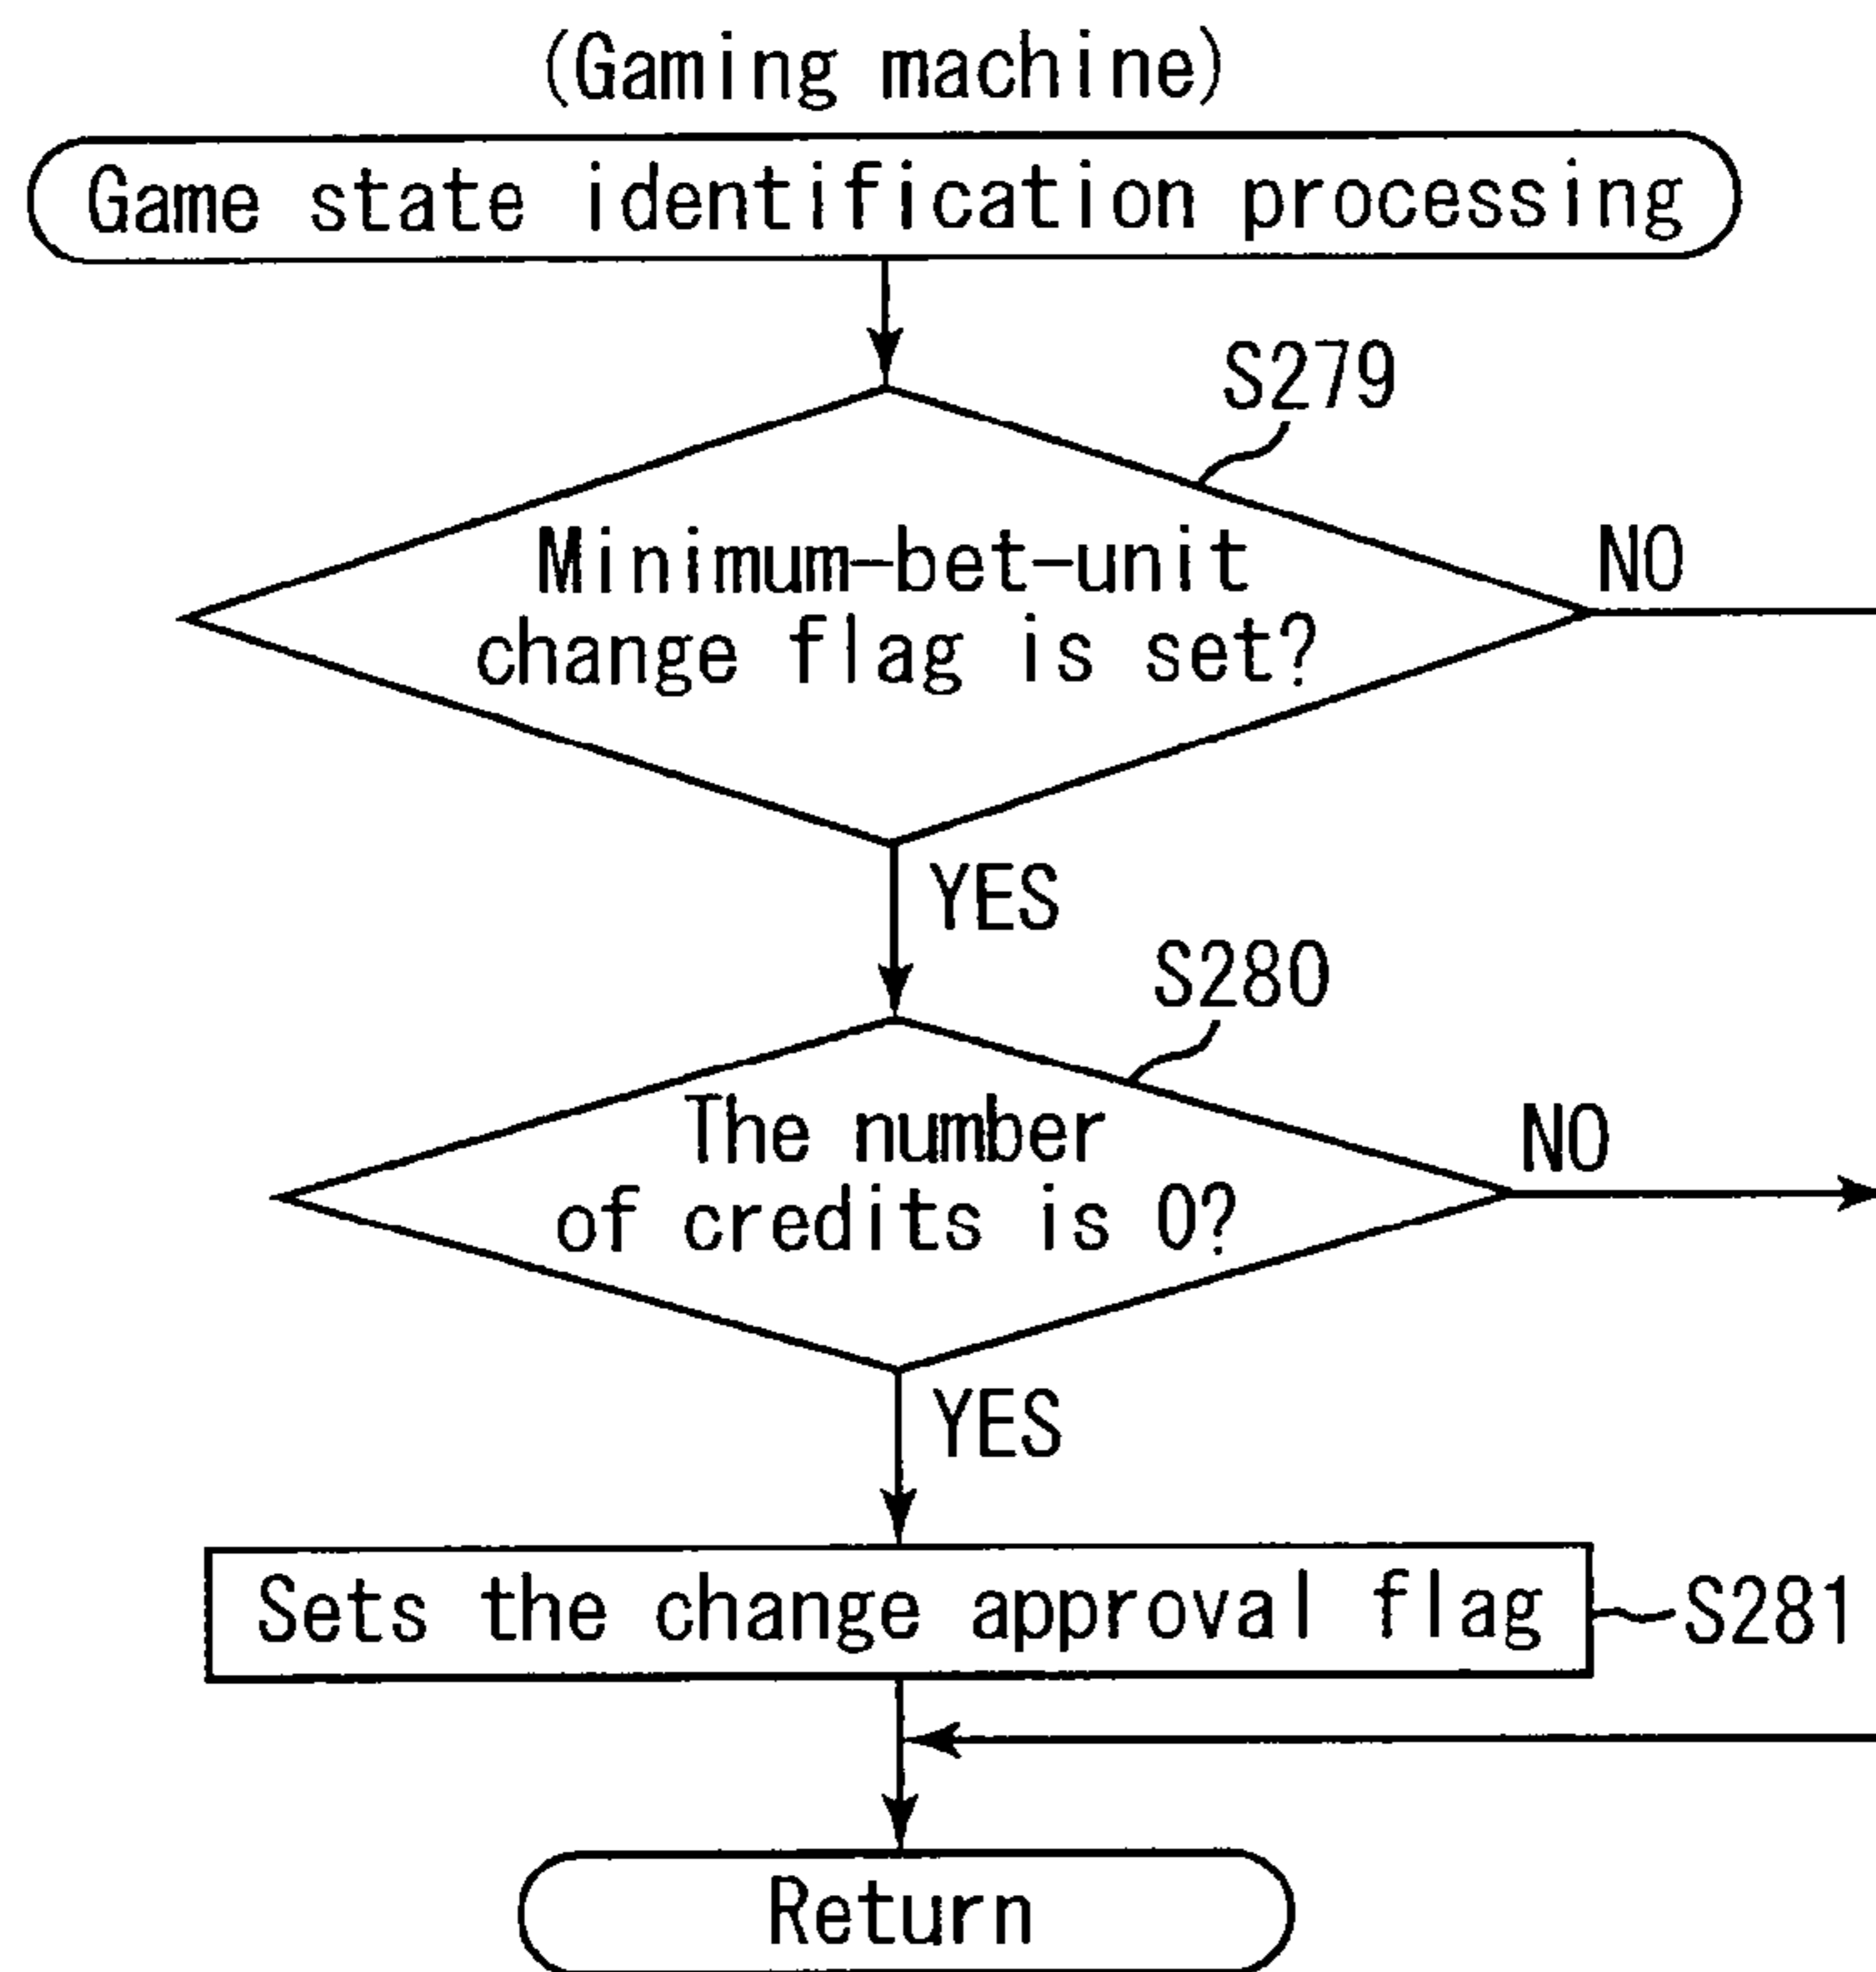 (Gaming machine)
Game state identification processing
S279
Minimum-bet-unit
change flag is set?
NO
YES
S280
The number
of credits is 0?
NO
YES
Sets the change approval flag
S281
Return